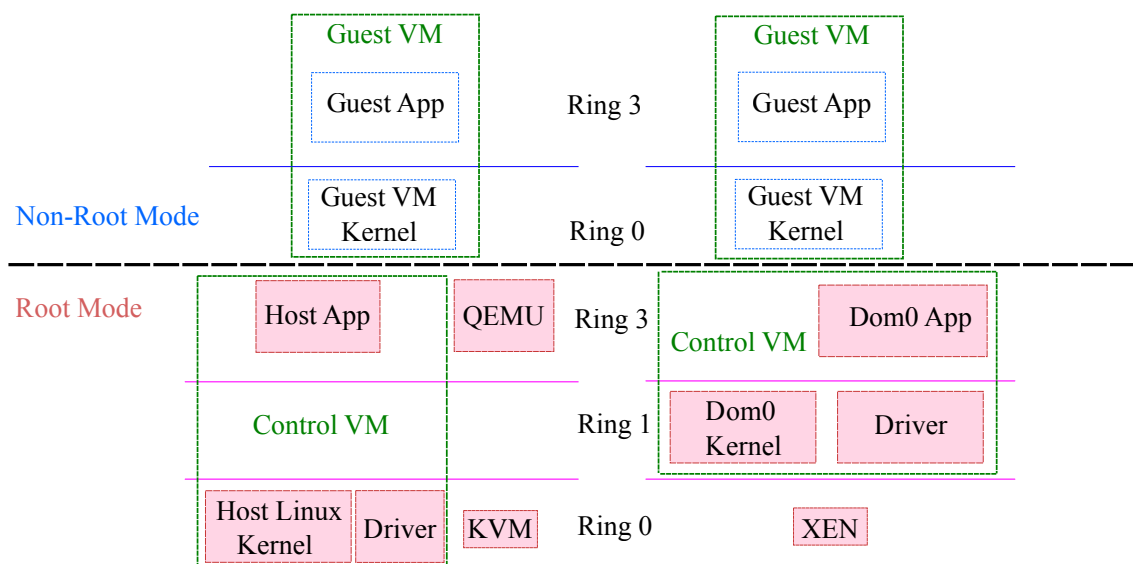 Guest VM
Guest VM
Guest App
Ring 3
Guest App
Non-Root Mode
Guest VM
Kernel
Ring 0
Guest VM
Kernel
Root Mode
Host App
QEMU
Ring 3
Dom0 App
Control VM
Control VM
Ring 1
Dom0
Kernel
Driver
Host Linux
Kernel
Driver
KVM
Ring 0
XEN